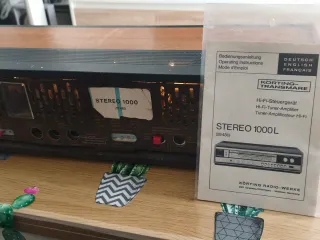 STEREO 1000
Bedienungsanleitung
Operating Instructions
Mode d'Emploi
DEUTSCH
ENGLISH
FRANÇAIS
KÖRTING-
TRANSMARE
Hi-Fi-Steuergerät
Hi-Fi-Tuner-Amplifier
Tuner-Amplificateur Hi-Fi
STEREO 1000L
KÖRTING RADIO-WERKE